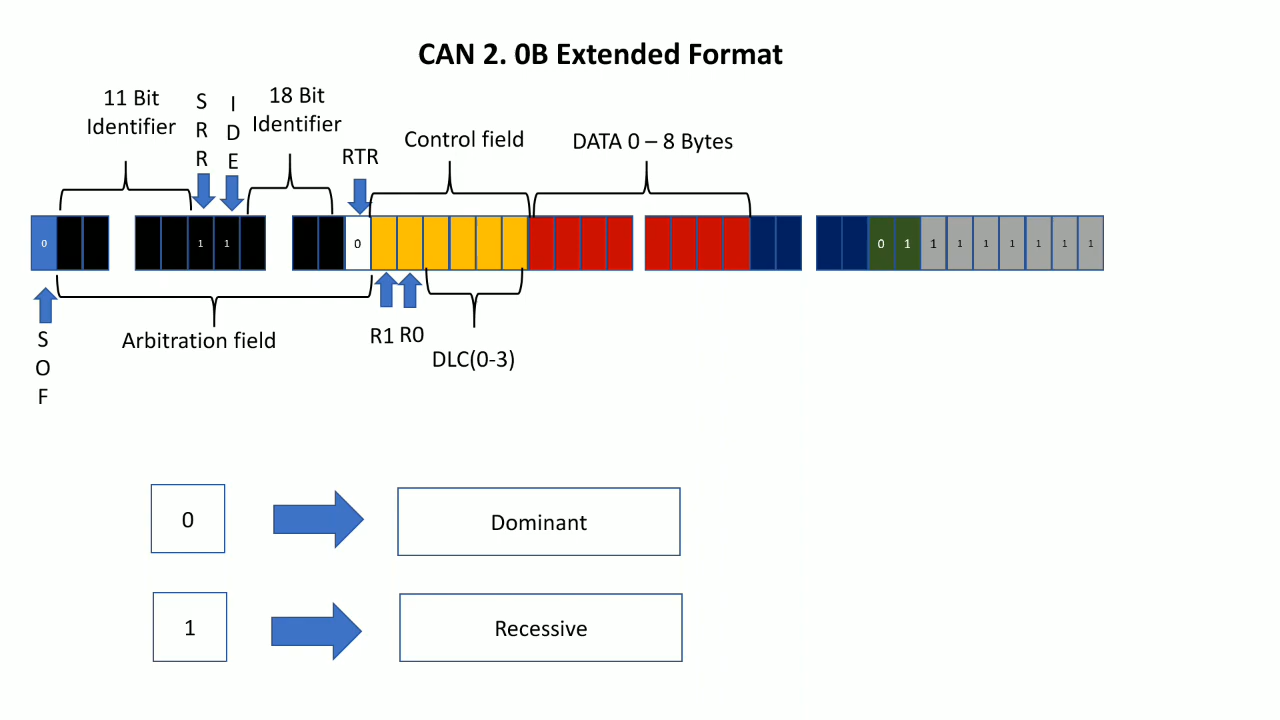 CAN 2. 0B Extended Format
11 Bit
Identifier
S
R
R
I
D
E
18 Bit
Identifier
RTR
Control field
DATA 0 – 8 Bytes
0
1
1
0
0
1
1
1
1
1
1
1
1
S
O
F
Arbitration field
R1
R0
DLC(0-3)
0
Dominant
1
Recessive